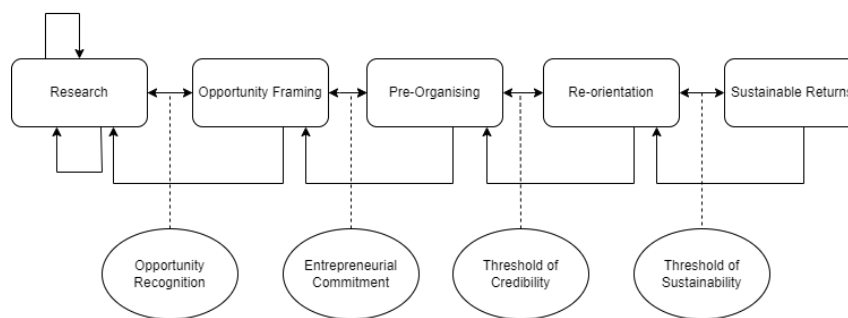 Research
Opportunity Framing
Pre-Organising
Re-orientation
Sustainable Returns
Opportunity
Recognition
Entrepreneurial
Commitment
Threshold of
Credibility
Threshold of
Sustainability